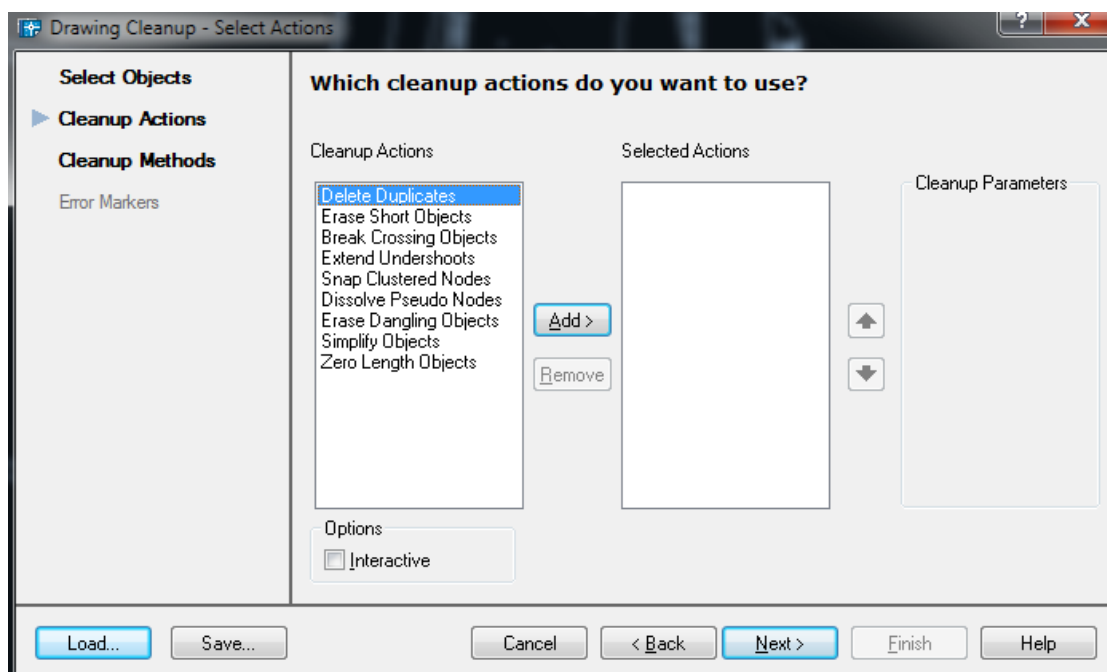 Drawing Cleanup - Select Actions
?
X
Select Objects
Cleanup Actions
Cleanup Methods
Error Markers
Which cleanup actions do you want to use?
Cleanup Actions
Selected Actions
Cleanup Parameters
Delete Duplicates
Erase Short Objects
Break Crossing Objects
Extend Undershoots
Snap Clustered Nodes
Dissolve Pseudo Nodes
Erase Dangling Objects
Simplify Objects
Zero Length Objects
Add >
Remove
Options
Interactive
Load... Save... Cancel < Back Next > Finish Help